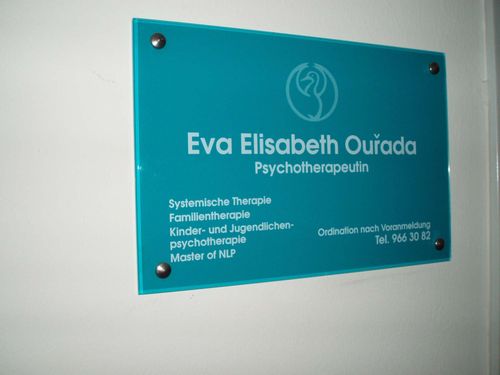 Eva Elisabeth Ouřada
Psychotherapeutin
Systemische Therapie
Familientherapie
Kinder- und Jugendlichen-
psychotherapie
Master of NLP
Ordination nach Voranmeldung
Tel. 966 30 82